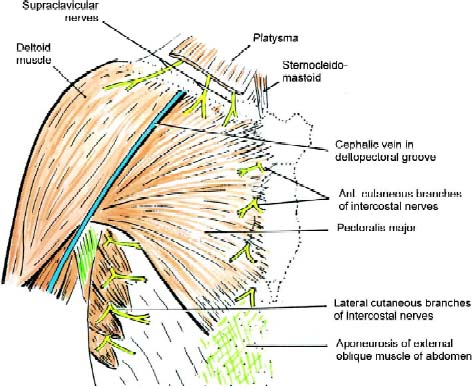 Supraclavicular
nerves
Platysma
Deltoid
muscle
Sternocleido-
mastoid
Cephalic vein in
deltopectoral groove
Ant. cutaneous branches
of intercostal nerves
Pectoralis major
Lateral cutaneous branches
of intercostal nerves
Aponeurosis of external
oblique muscle of abdomen